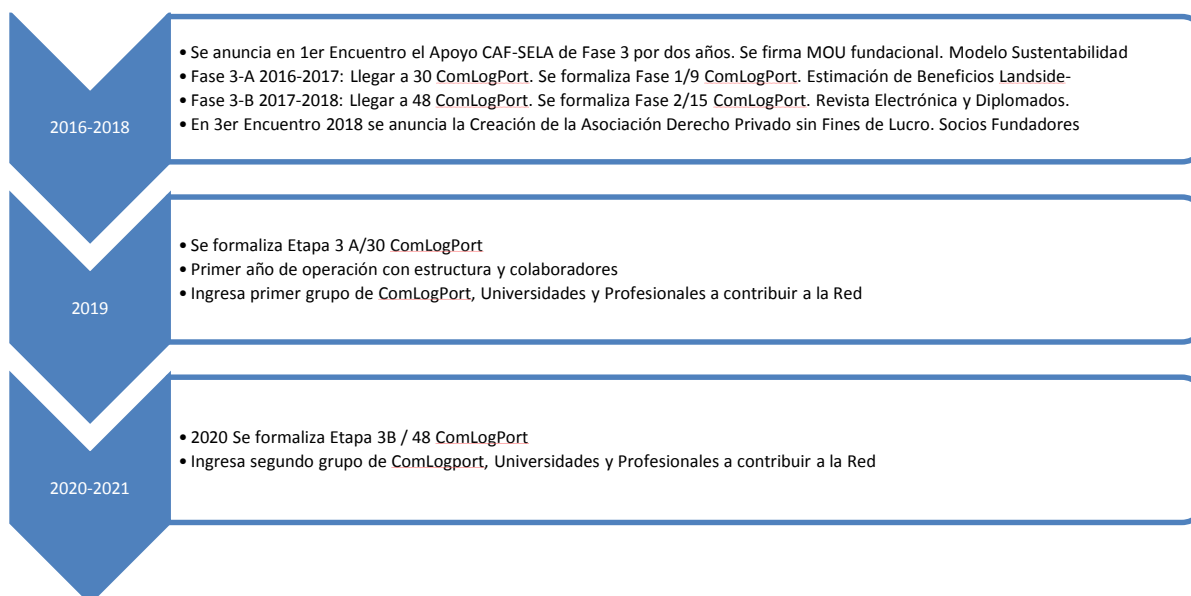 2016-2018
• Se anuncia en 1er Encuentro el Apoyo CAF-SELA de Fase 3 por dos años. Se firma MOU fundacional. Modelo Sustentabilidad
• Fase 3-A 2016-2017: Llegar a 30 ComLogPort. Se formaliza Fase 1/9 ComLogPort. Estimación de Beneficios Landside-
• Fase 3-B 2017-2018: Llegar a 48 ComLogPort. Se formaliza Fase 2/15 ComLogPort. Revista Electrónica y Diplomados.
• En 3er Encuentro 2018 se anuncia la Creación de la Asociación Derecho Privado sin Fines de Lucro. Socios Fundadores
2019
• Se formaliza Etapa 3 A/30 ComLogPort
• Primer año de operación con estructura y colaboradores
• Ingresa primer grupo de ComLogPort, Universidades y Profesionales a contribuir a la Red
2020-2021
• 2020 Se formaliza Etapa 3B / 48 ComLogPort
• Ingresa segundo grupo de ComLogport, Universidades y Profesionales a contribuir a la Red